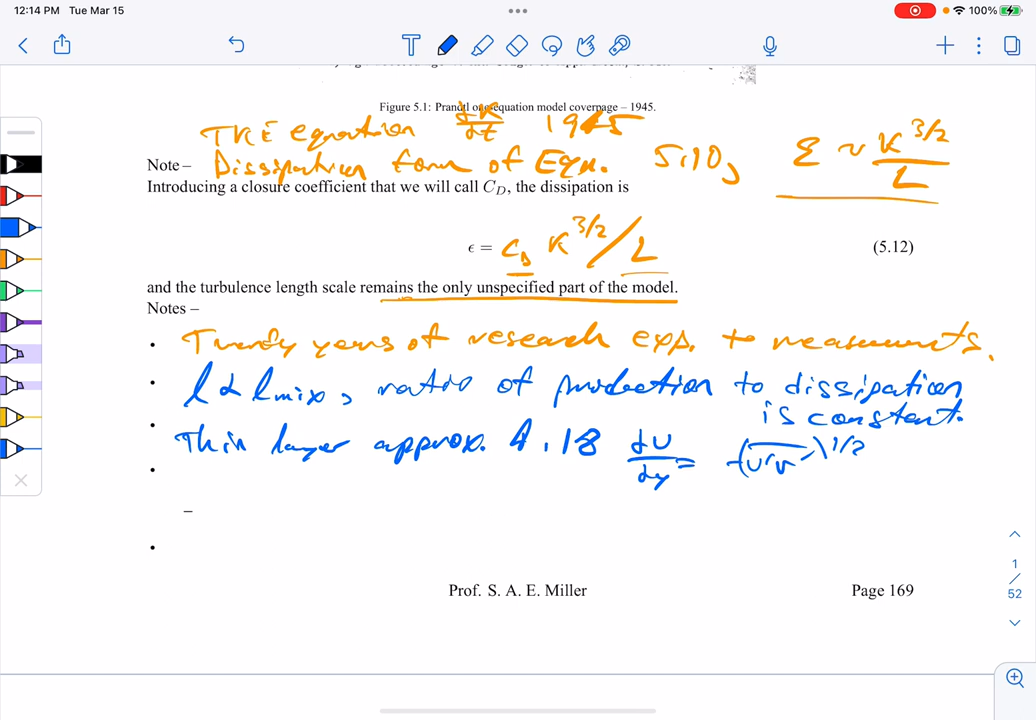 12:14 PM Tue Mar 15
100%
Figure 5.1: Prandtl one-equation model coverpage – 1945.
TKE equation dK/dt 1945
Note –
Dissipation form of Eqn. 5.10,
ε ~ K^3/2 / L
Introducing a closure coefficient that we will call C_D, the dissipation is
ϵ = C_D K^3/2 / L (5.12)
and the turbulence length scale remains the only unspecified part of the model.
Notes –
• Twenty years of research exp. to measurements.
• l α l mix, ratio of production to dissipation is constant.
• Thin layer approx. 4.18 dU/dy =
•
–
•
Prof. S. A. E. Miller Page 169
1
/
52